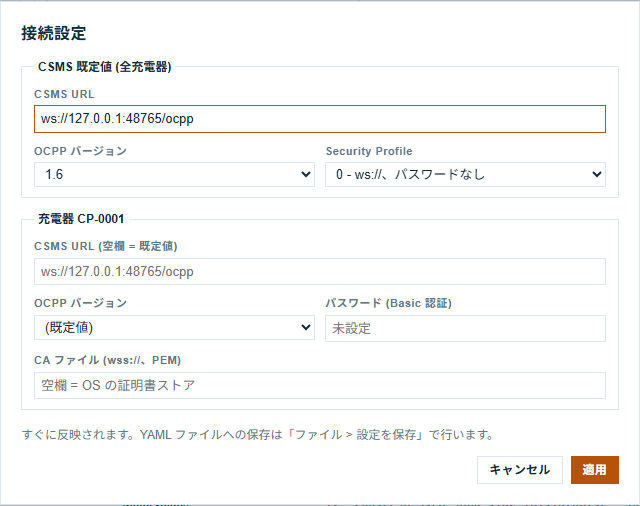 接続設定
CSMS 既定値 (全充電器)
CSMS URL
ws://127.0.0.1:48765/ocpp
OCPP バージョン
Security Profile
1.6
0 - ws://、パスワードなし
充電器 CP-0001
CSMS URL (空欄 = 既定値)
ws://127.0.0.1:48765/ocpp
OCPP バージョン
パスワード (Basic 認証)
(既定値)
未設定
CA ファイル (wss://、PEM)
空欄 = OS の証明書ストア
すぐに反映されます。YAML ファイルへの保存は「ファイル > 設定を保存」で行います。
キャンセル
適用